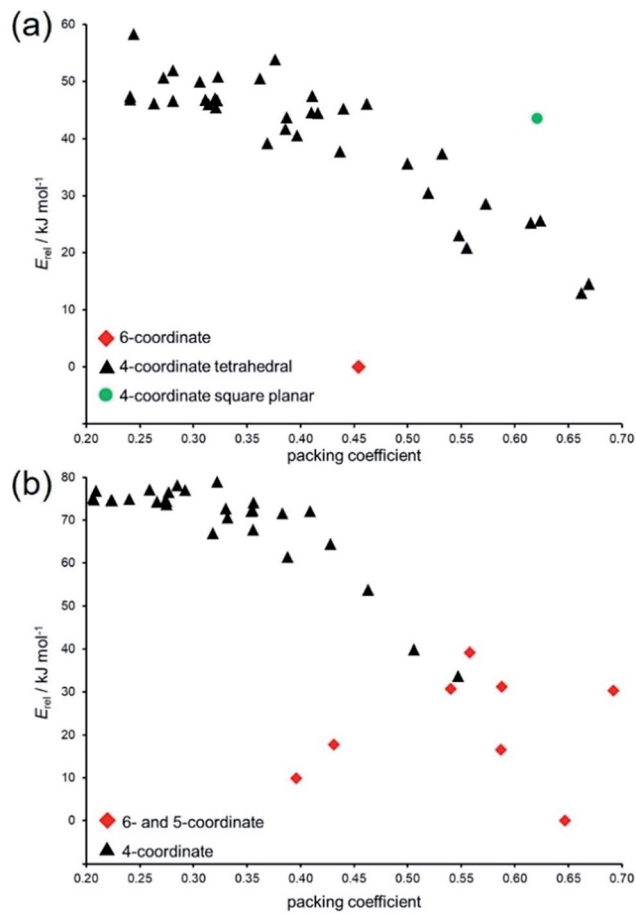 (a)
60
50
40
30
20
10
0
E_rel / kJ mol⁻¹
6-coordinate
4-coordinate tetrahedral
4-coordinate square planar
0.20 0.25 0.30 0.35 0.40 0.45 0.50 0.55 0.60 0.65 0.70
packing coefficient
(b)
80
70
60
50
40
30
20
10
0
E_rel / kJ mol⁻¹
6- and 5-coordinate
4-coordinate
0.20 0.25 0.30 0.35 0.40 0.45 0.50 0.55 0.60 0.65 0.70
packing coefficient